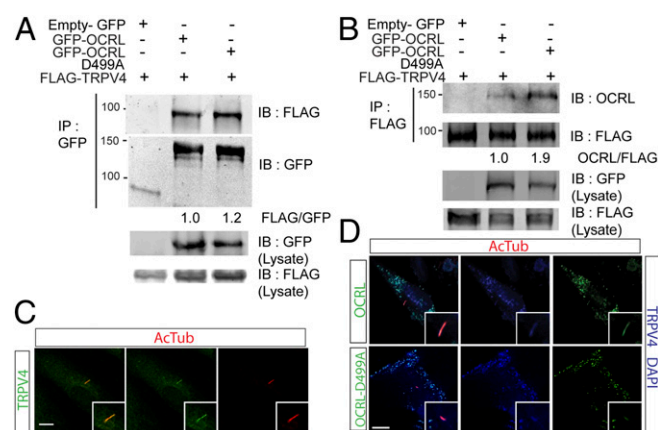 A
Empty- GFP + - -
GFP-OCRL - + -
GFP-OCRL - - +
D499A
FLAG-TRPV4 + + +
IP :
GFP
100
IB : FLAG
150
100
IB : GFP
1.0 1.2 FLAG/GFP
IB : GFP
(Lysate)
IB : FLAG
(Lysate)
B
Empty- GFP + - -
GFP-OCRL - + -
GFP-OCRL - - +
D499A
FLAG-TRPV4 + + +
IP :
FLAG
150
IB : OCRL
100
IB : FLAG
1.0 1.9 OCRL/FLAG
IB : GFP
(Lysate)
IB : FLAG
(Lysate)
C
AcTub
TRPV4
D
AcTub
OCRL
OCRL-D499A
TRPV4 DAPI